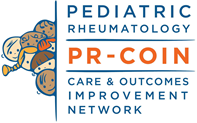 PEDIATRIC
RHEUMATOLOGY
PR-COIN
CARE & OUTCOMES
IMPROVEMENT
NETWORK